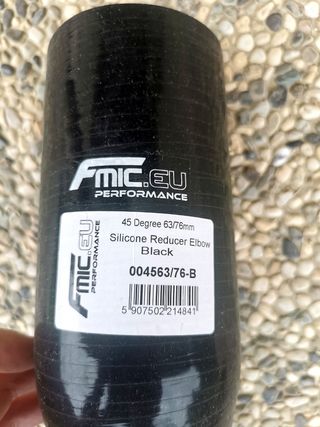 FMIC.EU
PERFORMANCE
FMIC.EU
PERFORMANCE
45 Degree 63/76mm
Silicone Reducer Elbow
Black
004563/76-B
5 907502 214841